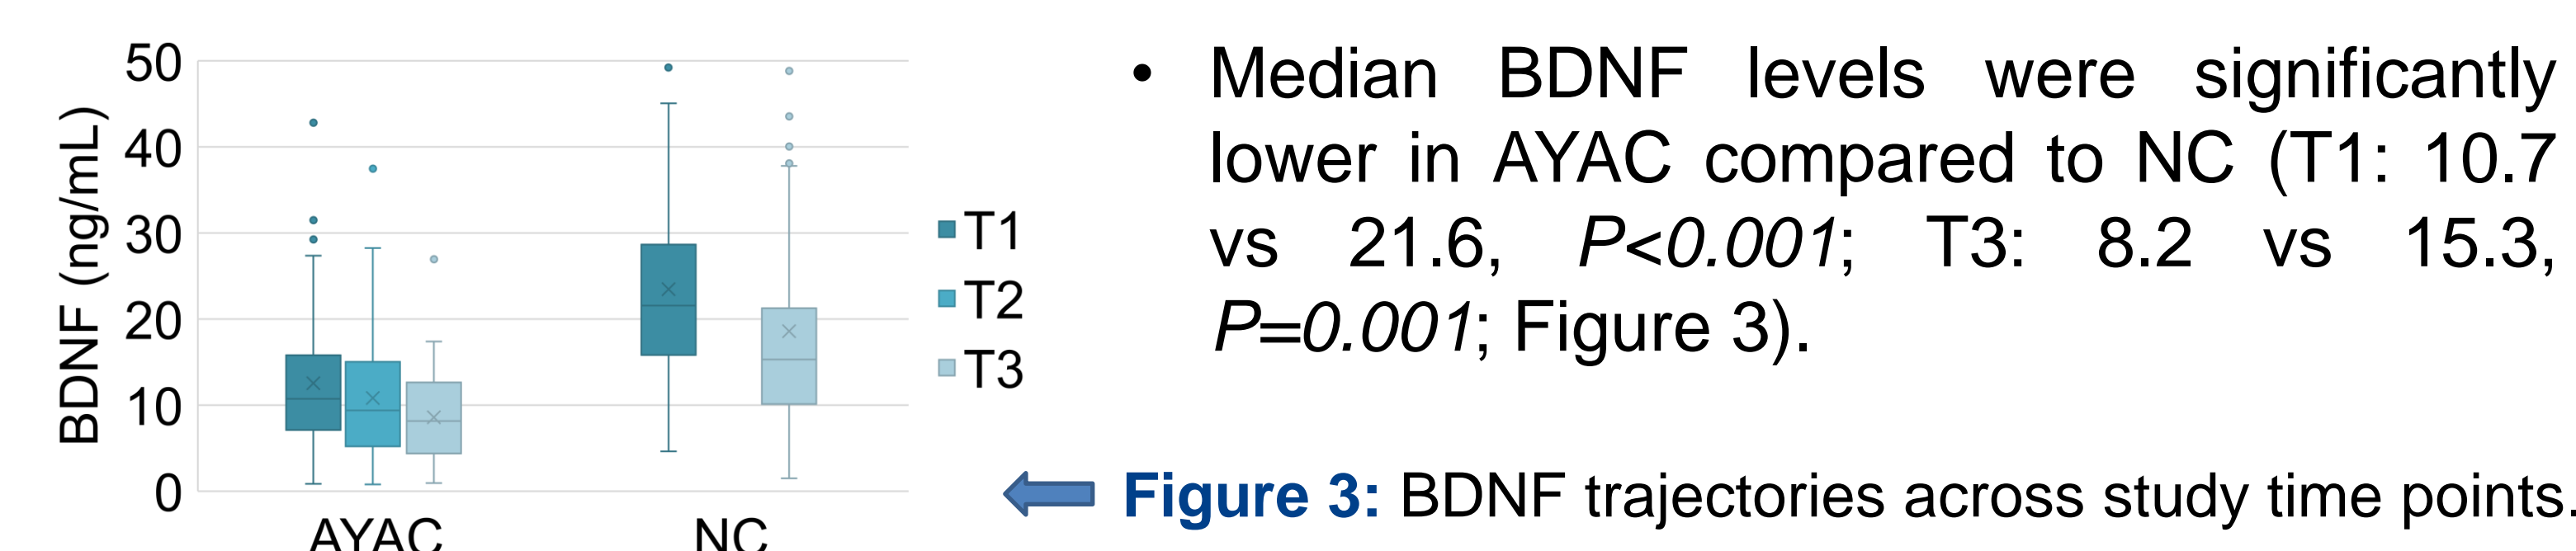 50
40
30
20
10
0
BDNF (ng/mL)
AYAC
NC
T1
T2
T3
• Median BDNF levels were significantly
lower in AYAC compared to NC (T1: 10.7
vs 21.6, P<0.001; T3: 8.2 vs 15.3,
P=0.001; Figure 3).
Figure 3: BDNF trajectories across study time points.